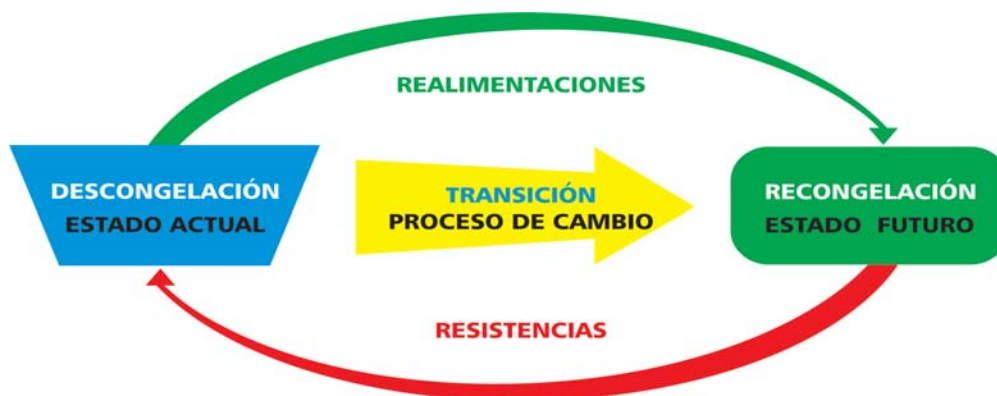 REALIMENTACIONES
DESCONGELACIÓN
ESTADO ACTUAL
TRANSICIÓN
PROCESO DE CAMBIO
RECONGELACIÓN
ESTADO FUTURO
RESISTENCIAS